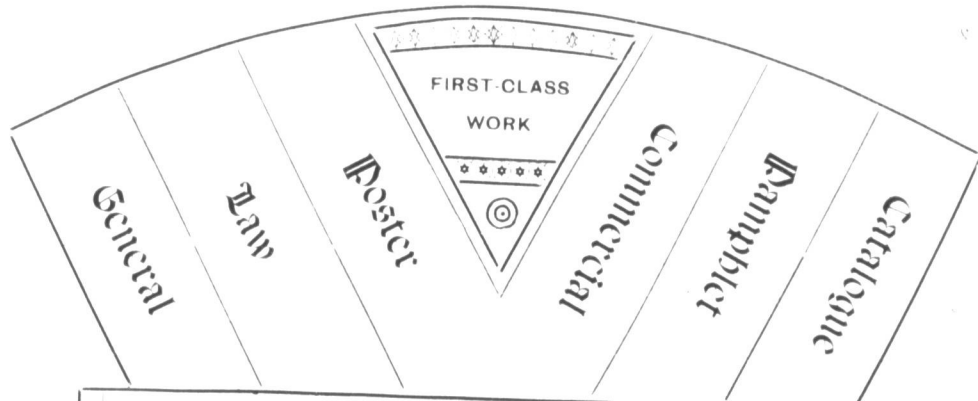 General
Law
Poster
FIRST-CLASS
WORK
Commercial
Pamphlet
Catalogue